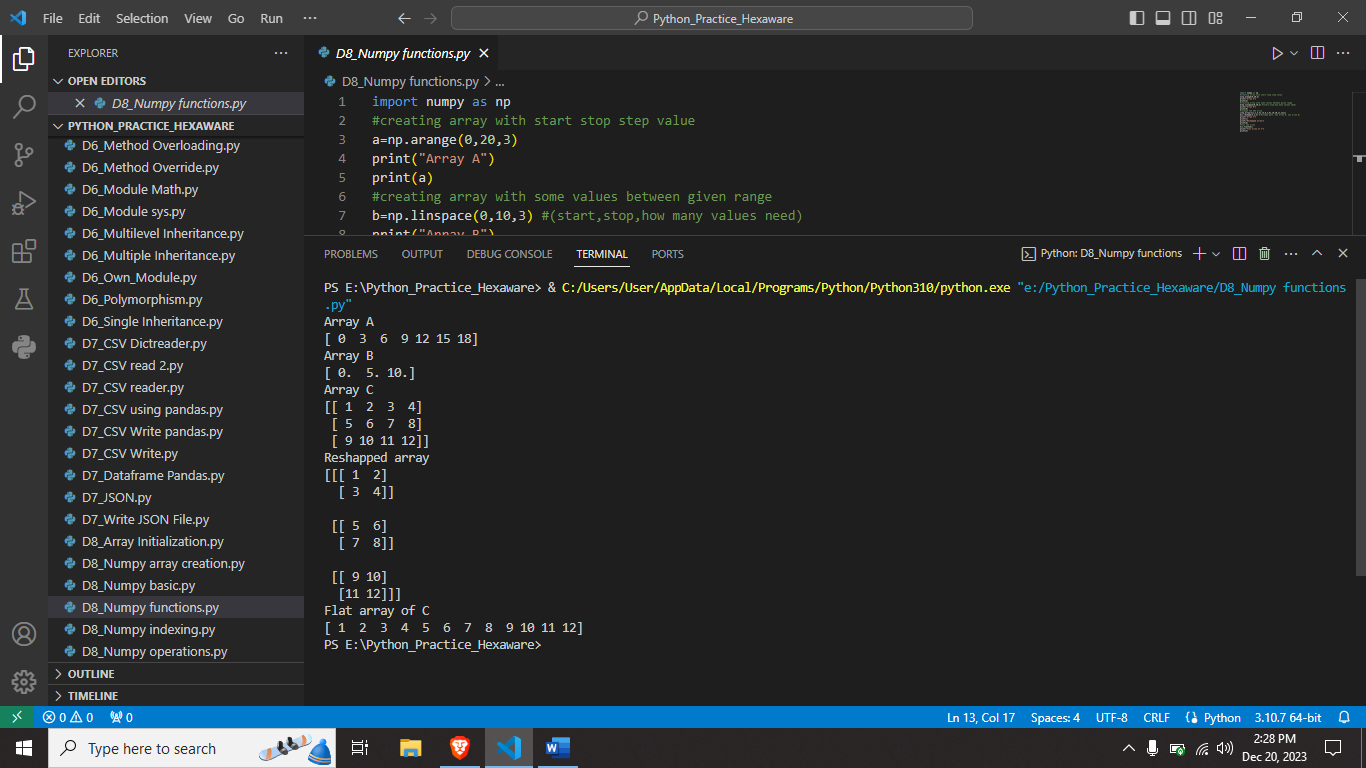 File Edit Selection View Go Run ···
Python_Practice_Hexaware
EXPLORER ···
OPEN EDITORS
D8_Numpy functions.py
PYTHON_PRACTICE_HEXAWARE
D6_Method Overloading.py
D6_Method Override.py
D6_Module Math.py
D6_Module sys.py
D6_Multilevel Inheritance.py
D6_Multiple Inheritance.py
D6_Own_Module.py
D6_Polymorphism.py
D6_Single Inheritance.py
D7_CSV Dictreader.py
D7_CSV read 2.py
D7_CSV reader.py
D7_CSV using pandas.py
D7_CSV Write pandas.py
D7_CSV Write.py
D7_Dataframe Pandas.py
D7_JSON.py
D7_Write JSON File.py
D8_Array Initialization.py
D8_Numpy array creation.py
D8_Numpy basic.py
D8_Numpy functions.py
D8_Numpy indexing.py
D8_Numpy operations.py
OUTLINE
TIMELINE
D8_Numpy functions.py
D8_Numpy functions.py > ...
1 import numpy as np
2 #creating array with start stop step value
3 a=np.arange(0,20,3)
4 print("Array A")
5 print(a)
6 #creating array with some values between given range
7 b=np.linspace(0,10,3) #(start,stop,how many values need)
8 print("Array B")
PROBLEMS OUTPUT DEBUG CONSOLE TERMINAL PORTS
Python: D8_Numpy functions
PS E:\Python_Practice_Hexaware> & C:/Users/User/AppData/Local/Programs/Python/Python310/python.exe "e:/Python_Practice_Hexaware/D8_Numpy functions
.py"
Array A
[ 0  3  6  9 12 15 18]
Array B
[ 0.  5. 10.]
Array C
[[ 1  2  3  4]
 [ 5  6  7  8]
 [ 9 10 11 12]]
Reshapped array
[[[ 1  2]
  [ 3  4]]
 [[ 5  6]
  [ 7  8]]
 [[ 9 10]
  [11 12]]]
Flat array of C
[ 1  2  3  4  5  6  7  8  9 10 11 12]
PS E:\Python_Practice_Hexaware>
0 0 0
Ln 13, Col 17 Spaces: 4 UTF-8 CRLF Python 3.10.7 64-bit
Type here to search
2:28 PM
Dec 20, 2023